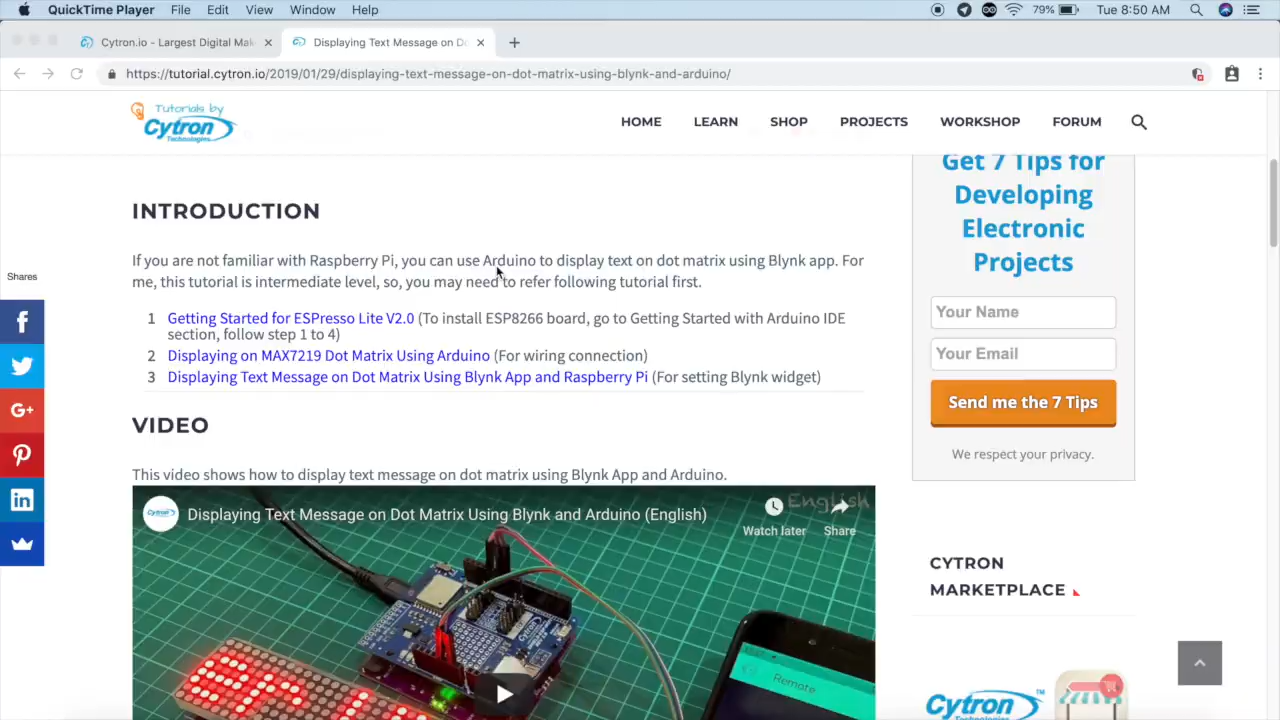 QuickTime Player File Edit View Window Help 79% Tue 8:50 AM
Cytron.io - Largest Digital Mak Displaying Text Message on Do
https://tutorial.cytron.io/2019/01/29/displaying-text-message-on-dot-matrix-using-blynk-and-arduino/
Tutorials by
Cytron
Technologies
HOME LEARN SHOP PROJECTS WORKSHOP FORUM
INTRODUCTION
If you are not familiar with Raspberry Pi, you can use Arduino to display text on dot matrix using Blynk app. For
me, this tutorial is intermediate level, so, you may need to refer following tutorial first.
1 Getting Started for ESPresso Lite V2.0 (To install ESP8266 board, go to Getting Started with Arduino IDE
section, follow step 1 to 4)
2 Displaying on MAX7219 Dot Matrix Using Arduino (For wiring connection)
3 Displaying Text Message on Dot Matrix Using Blynk App and Raspberry Pi (For setting Blynk widget)
VIDEO
This video shows how to display text message on dot matrix using Blynk App and Arduino.
Displaying Text Message on Dot Matrix Using Blynk and Arduino (English)
English
Watch later Share
Cytron
Remote
Shares
Get 7 Tips for
Developing
Electronic
Projects
Your Name
Your Email
Send me the 7 Tips
We respect your privacy.
CYTRON
MARKETPLACE
Cytron
Technologies